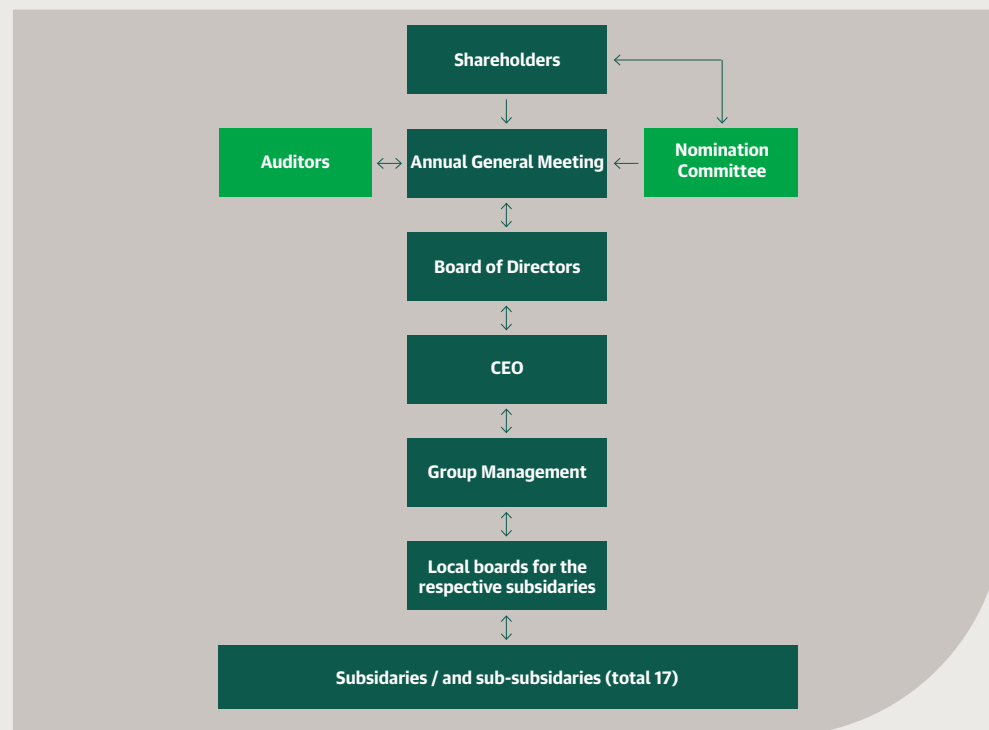 Shareholders
Auditors
Annual General Meeting
Nomination
Committee
Board of Directors
CEO
Group Management
Local boards for the
respective subsidaries
Subsidaries / and sub-subsidaries (total 17)